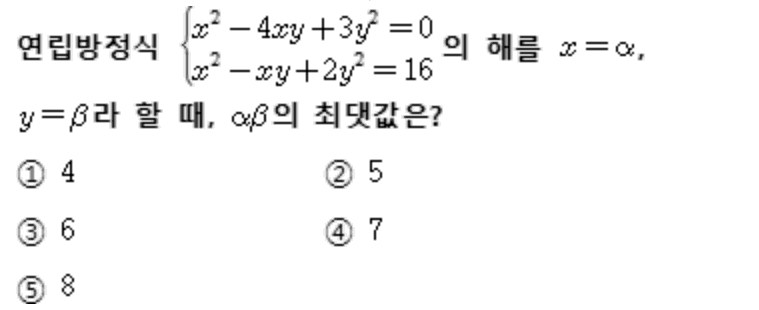 연립방정식 { x² − 4xy + 3y² = 0
x² − xy + 2y² = 16 의 해를 x = α,
y = β라 할 때, αβ의 최댓값은?
① 4 ② 5
③ 6 ④ 7
⑤ 8